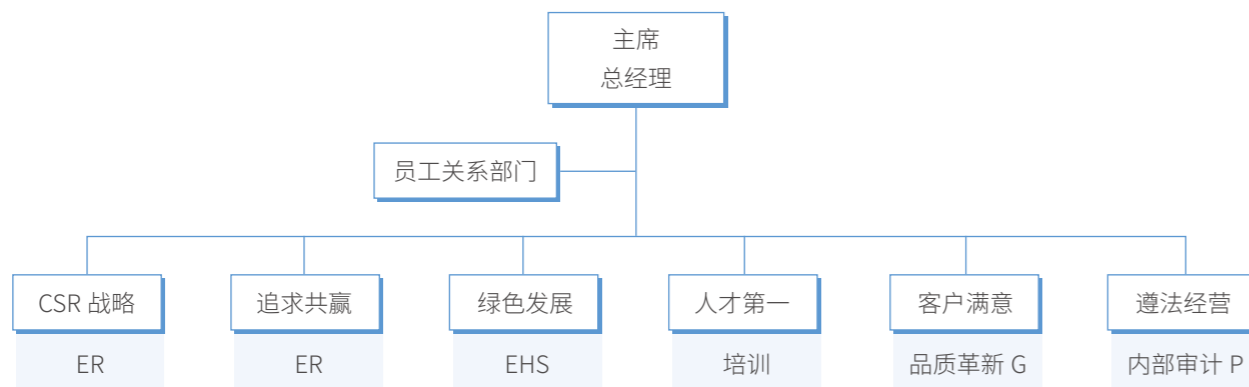 主席
总经理
员工关系部门
CSR 战略
追求共赢
绿色发展
人才第一
客户满意
遵法经营
ER
ER
EHS
培训
品质革新 G
内部审计 P